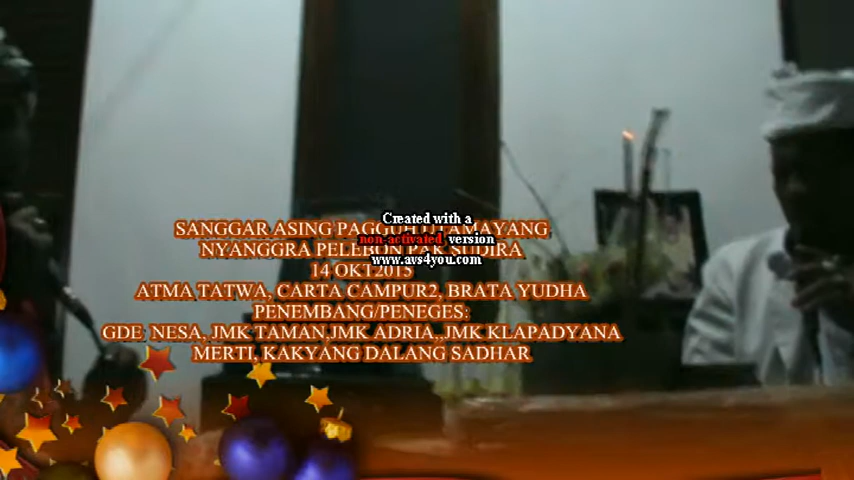 SANGGAR ASING PAGGUH UTAMAYANG
NYANGGRA PELEBON PAK SUDIRA
14 OKT2015
ATMA TATWA, CARTA CAMPUR2, BRATA YUDHA
PENEMBANG/PENEGES:
GDE NESA, JMK TAMAN,JMK ADRIA,,JMK KLAPADYANA
MERTI, KAKYANG DALANG SADHAR
Created with a
non-activated version
www.avs4you.com